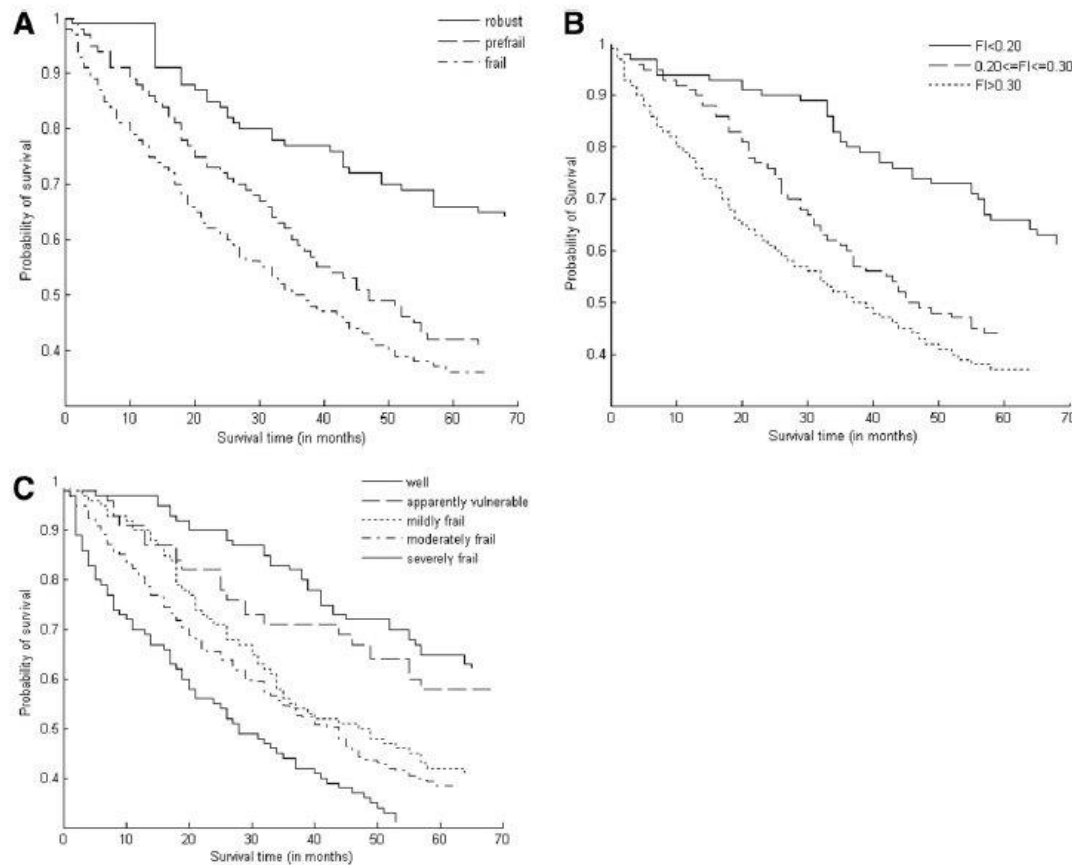 A
robust
prefrail
frail
1
0.9
0.8
0.7
0.6
0.5
0.4
Probability of survival
0 10 20 30 40 50 60 70
Survival time (in months)
B
FI<0.20
0.20<=FI<=0.30
FI>0.30
1
0.9
0.8
0.7
0.6
0.5
0.4
Probability of Survival
0 10 20 30 40 50 60 70
Survival time (in months)
C
well
apparently vulnerable
mildly frail
moderately frail
severely frail
1
0.9
0.8
0.7
0.6
0.5
0.4
Probability of survival
0 10 20 30 40 50 60 70
Survival time (in months)